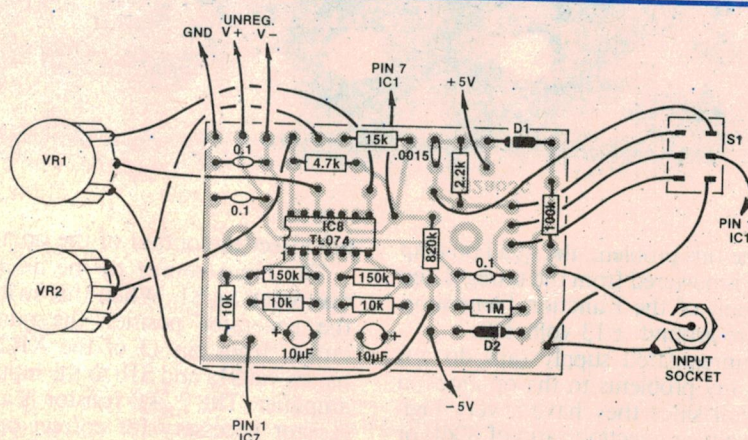 UNREG.
GND V+ V-
PIN 7
IC1
+5V
D1
S1
VR1
0.1
15k
.0015
4.7k
2.2k
0.1
100k
PIN
IC1
IC8
TL074
820k
VR2
150k
150k
0.1
10k
10k
10k
1M
D2
+
+
10µF
10µF
INPUT
SOCKET
-5V
PIN 1
IC7